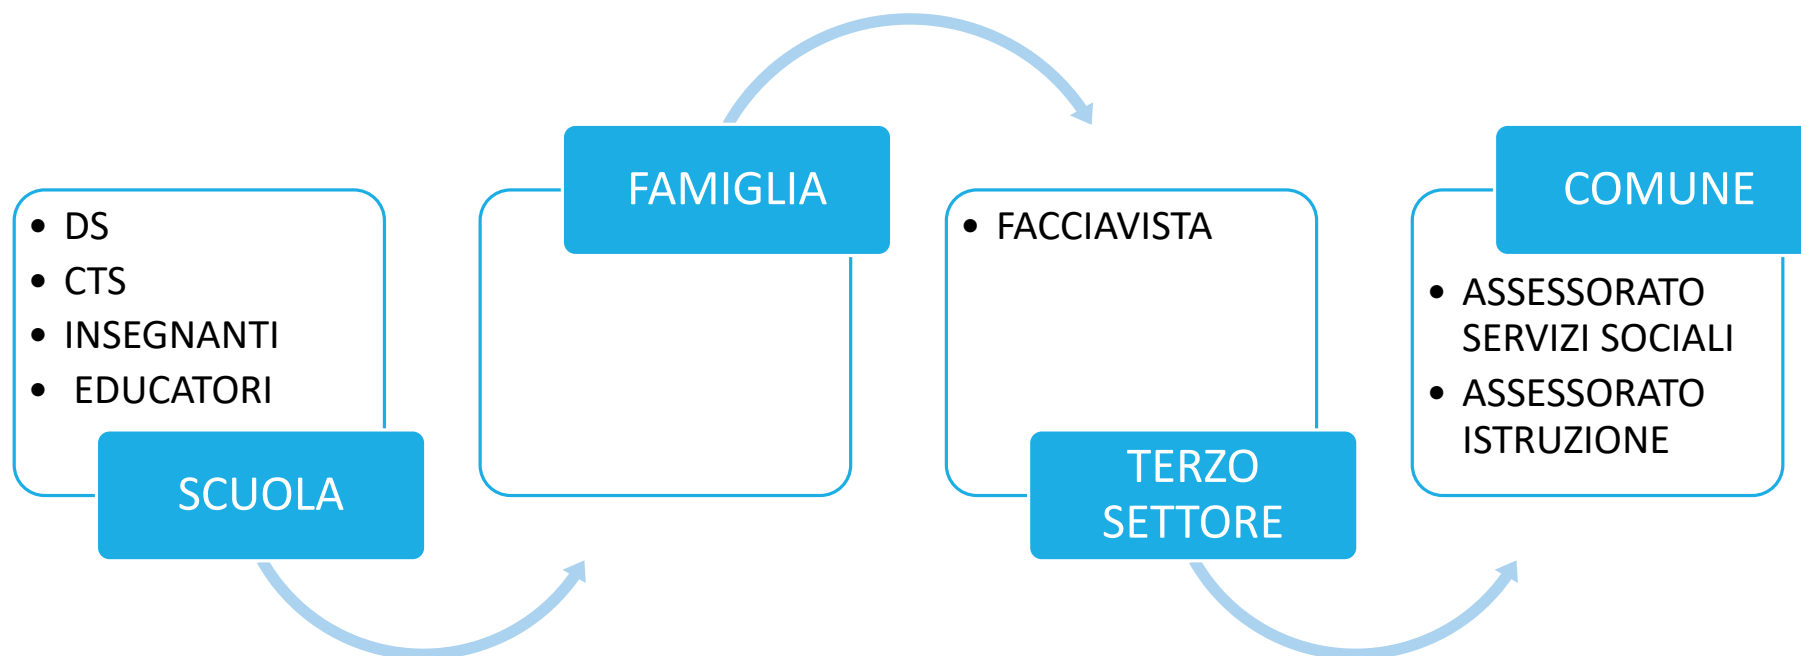 • DS
• CTS
• INSEGNANTI
• EDUCATORI
SCUOLA
FAMIGLIA
• FACCIAVISTA
TERZO
SETTORE
COMUNE
• ASSESSORATO
SERVIZI SOCIALI
• ASSESSORATO
ISTRUZIONE